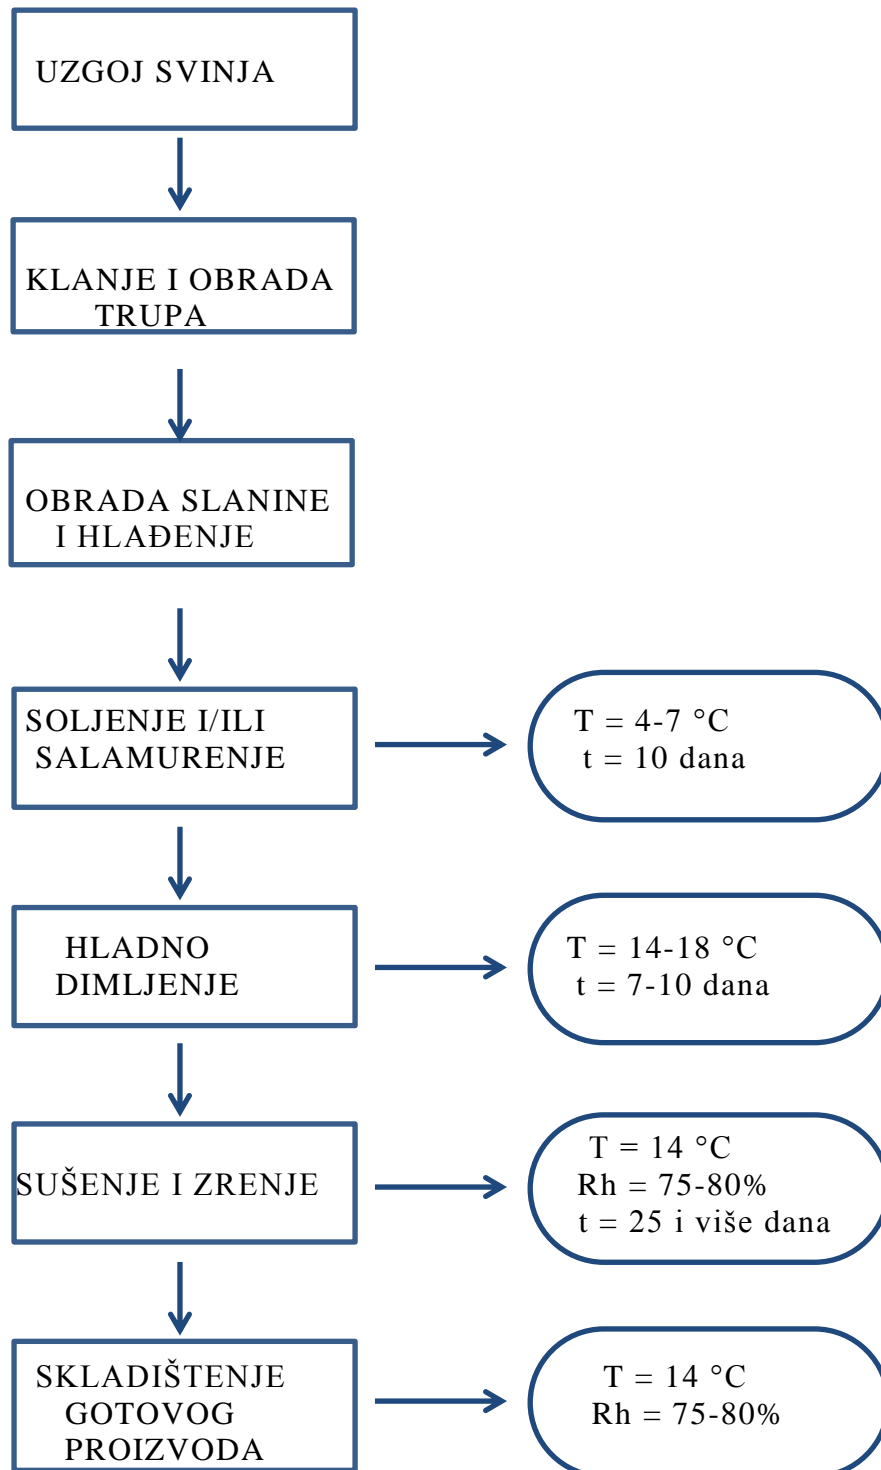 UZGOJ SVINJA
KLANJE I OBRADA
TRUPA
OBRADA SLANINE
I HLAĐENJE
SOLJENJE I/ILI
SALAMURENJE
T = 4-7 °C
t = 10 dana
HLADNO
DIMLJENJE
T = 14-18 °C
t = 7-10 dana
SUŠENJE I ZRENJE
T = 14 °C
Rh = 75-80%
t = 25 i više dana
SKLADIŠTENJE
GOTOVOG
PROIZVODA
T = 14 °C
Rh = 75-80%